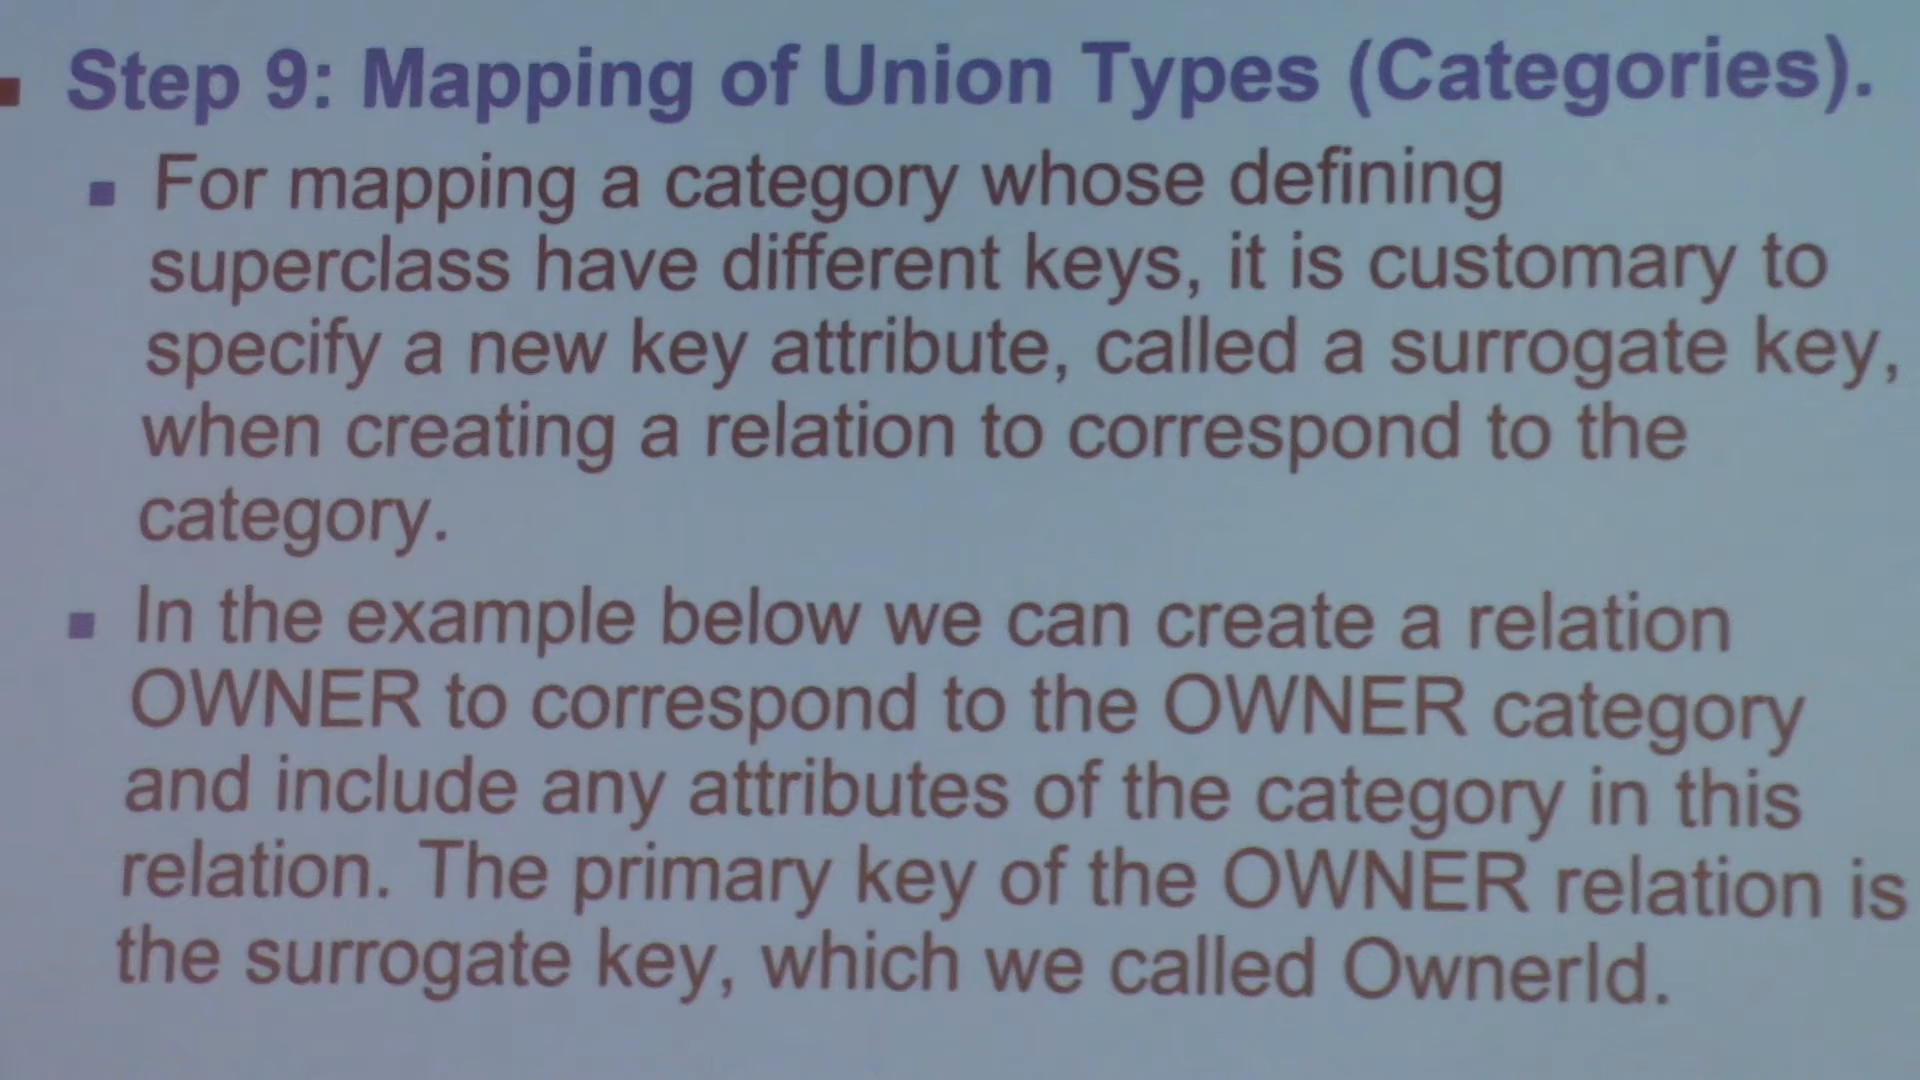 Step 9: Mapping of Union Types (Categories).
For mapping a category whose defining
superclass have different keys, it is customary to
specify a new key attribute, called a surrogate key,
when creating a relation to correspond to the
category.
In the example below we can create a relation
OWNER to correspond to the OWNER category
and include any attributes of the category in this
relation. The primary key of the OWNER relation is
the surrogate key, which we called OwnerId.